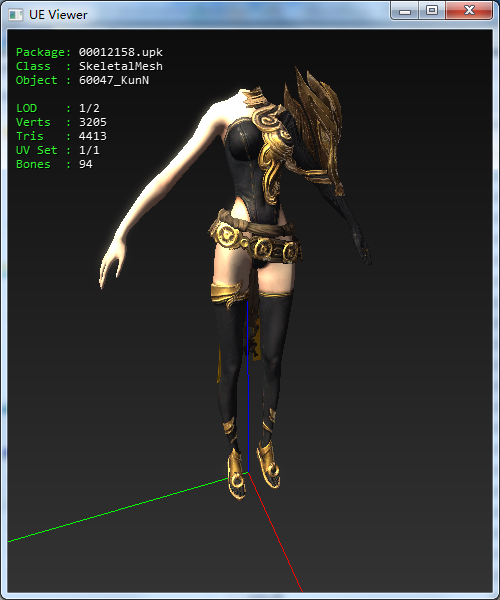 UE Viewer
Package: 00012158.upk
Class : SkeletalMesh
Object : 60047_KunN
LOD : 1/2
Verts : 3205
Tris : 4413
UV Set : 1/1
Bones : 94